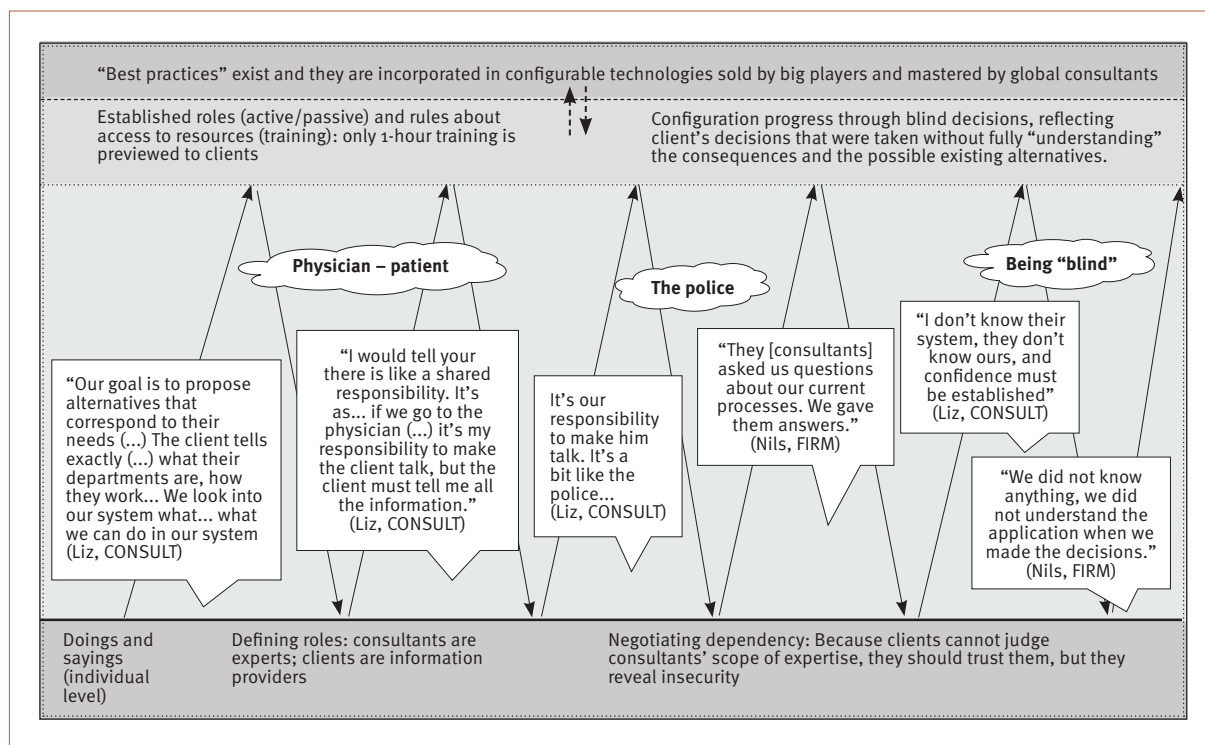 “Best practices” exist and they are incorporated in configurable technologies sold by big players and mastered by global consultants
Established roles (active/passive) and rules about
access to resources (training): only 1-hour training is
previewed to clients
Configuration progress through blind decisions, reflecting
client’s decisions that were taken without fully “understanding”
the consequences and the possible existing alternatives.
Physician – patient
The police
Being “blind”
“Our goal is to propose
alternatives that
correspond to their
needs (...) The client tells
exactly (...) what their
departments are, how
they work... We look into
our system what... what
we can do in our system
(Liz, CONSULT)
“I would tell your
there is like a shared
responsibility. It’s
as... if we go to the
physician (...) it’s my
responsibility to make
the client talk, but the
client must tell me all
the information.”
(Liz, CONSULT)
It’s our
responsibility
to make him
talk. It’s a
bit like the
police...
(Liz, CONSULT)
“They [consultants]
asked us questions
about our current
processes. We gave
them answers.”
(Nils, FIRM)
“I don’t know their
system, they don’t
know ours, and
confidence must
be established”
(Liz, CONSULT)
“We did not know
anything, we did
not understand the
application when we
made the decisions.”
(Nils, FIRM)
Doings and
sayings
(individual
level)
Defining roles: consultants are
experts; clients are information
providers
Negotiating dependency: Because clients cannot judge
consultants’ scope of expertise, they should trust them, but they
reveal insecurity